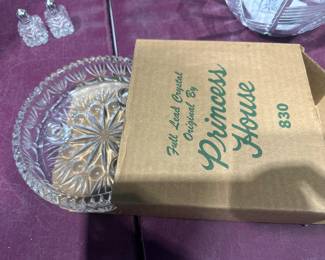 Full Lead Crystal
Original By
Princess
House
830